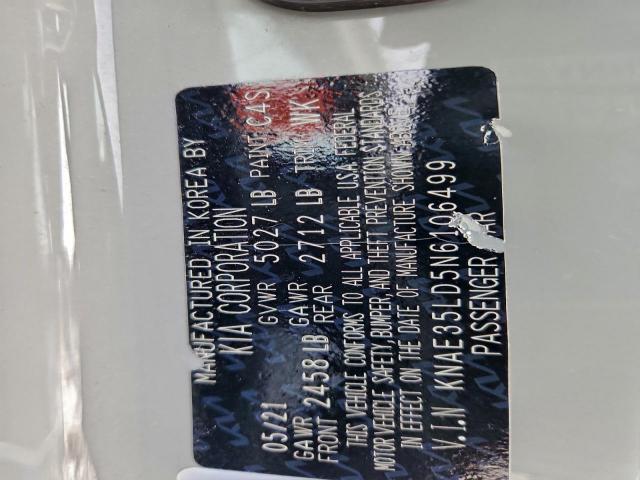 MANUFACTURED IN KOREA BY
KIA CORPORATION
05/21 GVWR 5027 LB PAINT C4S
GAWR FRONT 2458 LB GAWR REAR 2712 LB TRIM WK
THIS VEHICLE CONFORMS TO ALL APPLICABLE U.S.A FEDERAL
MOTOR VEHICLE SAFETY, BUMPER, AND THEFT PREVENTION STANDARDS
IN EFFECT ON THE DATE OF MANUFACTURE SHOWN
V.I.N KNAE35LD5N6106499
PASSENGER CAR